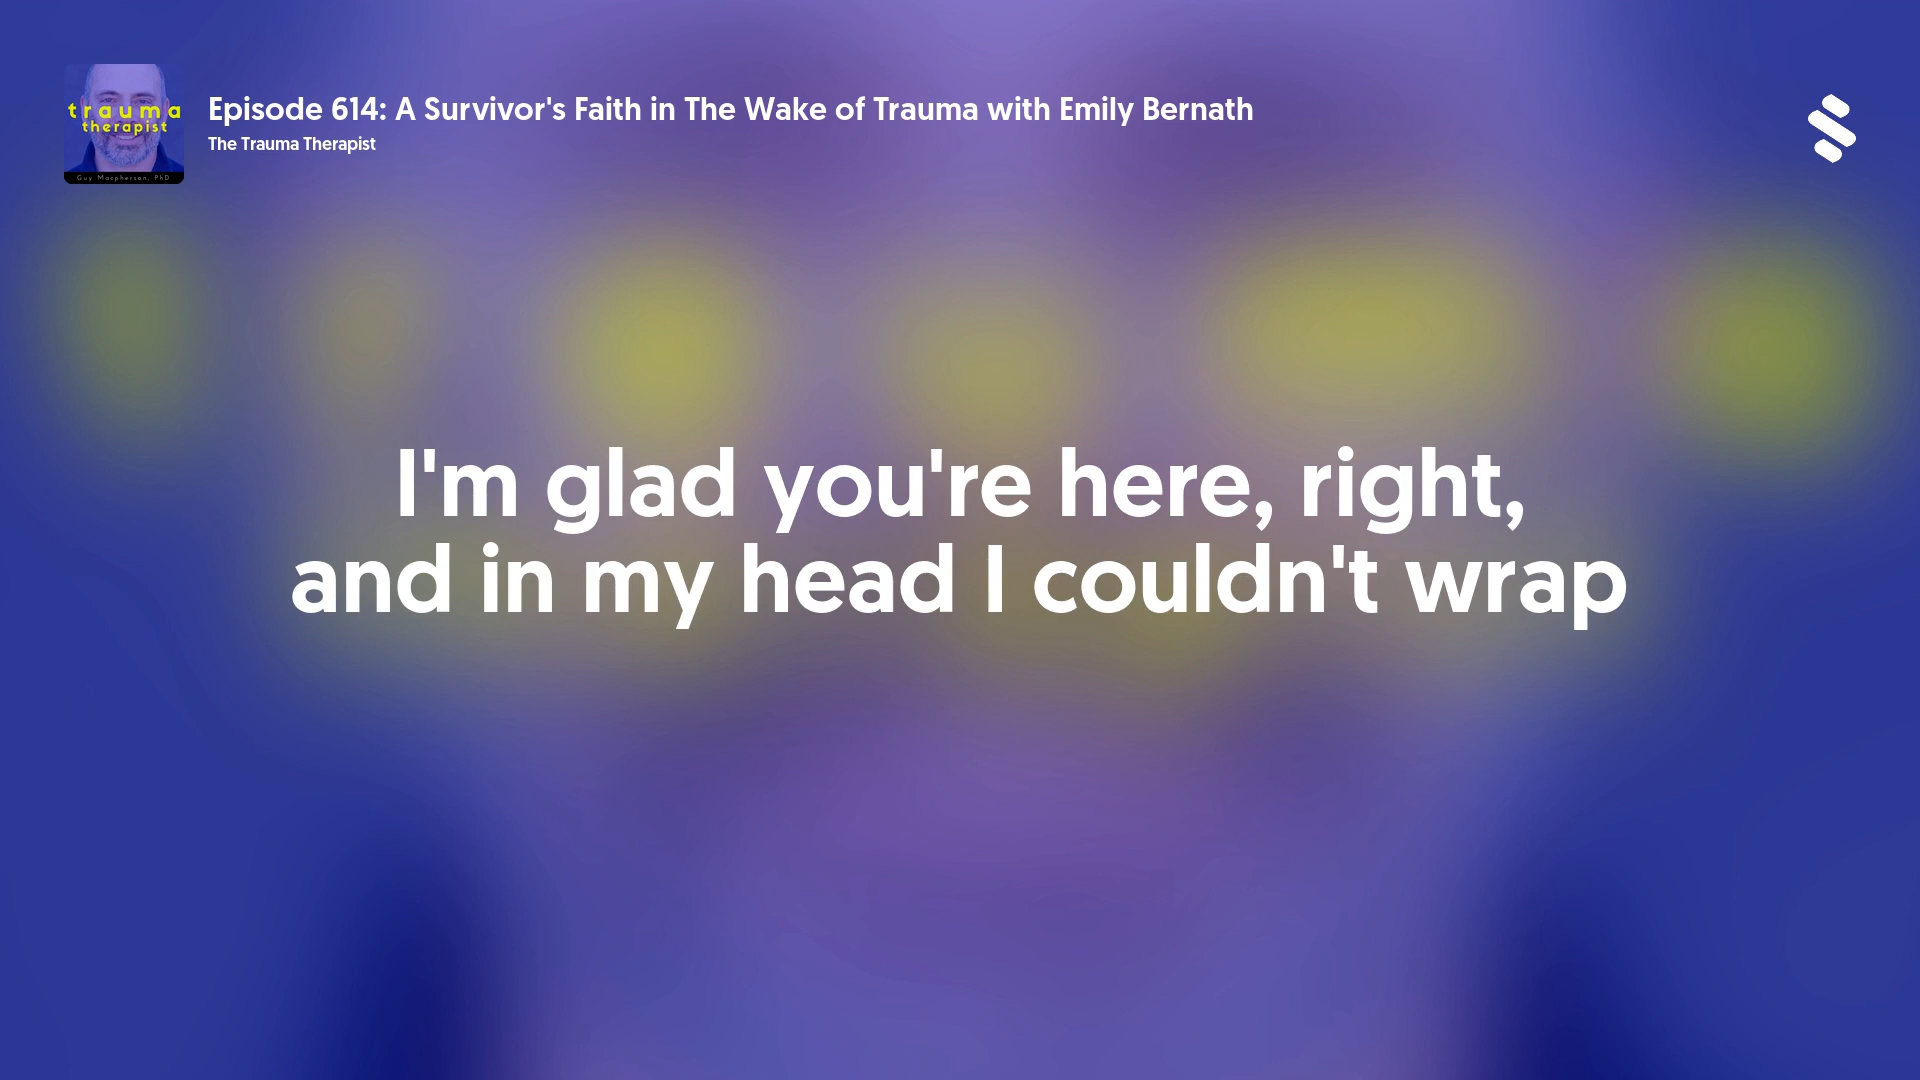 trauma
therapist
Guy Macpherson, PhD
Episode 614: A Survivor's Faith in The Wake of Trauma with Emily Bernath
The Trauma Therapist
I'm glad you're here, right,
and in my head I couldn't wrap